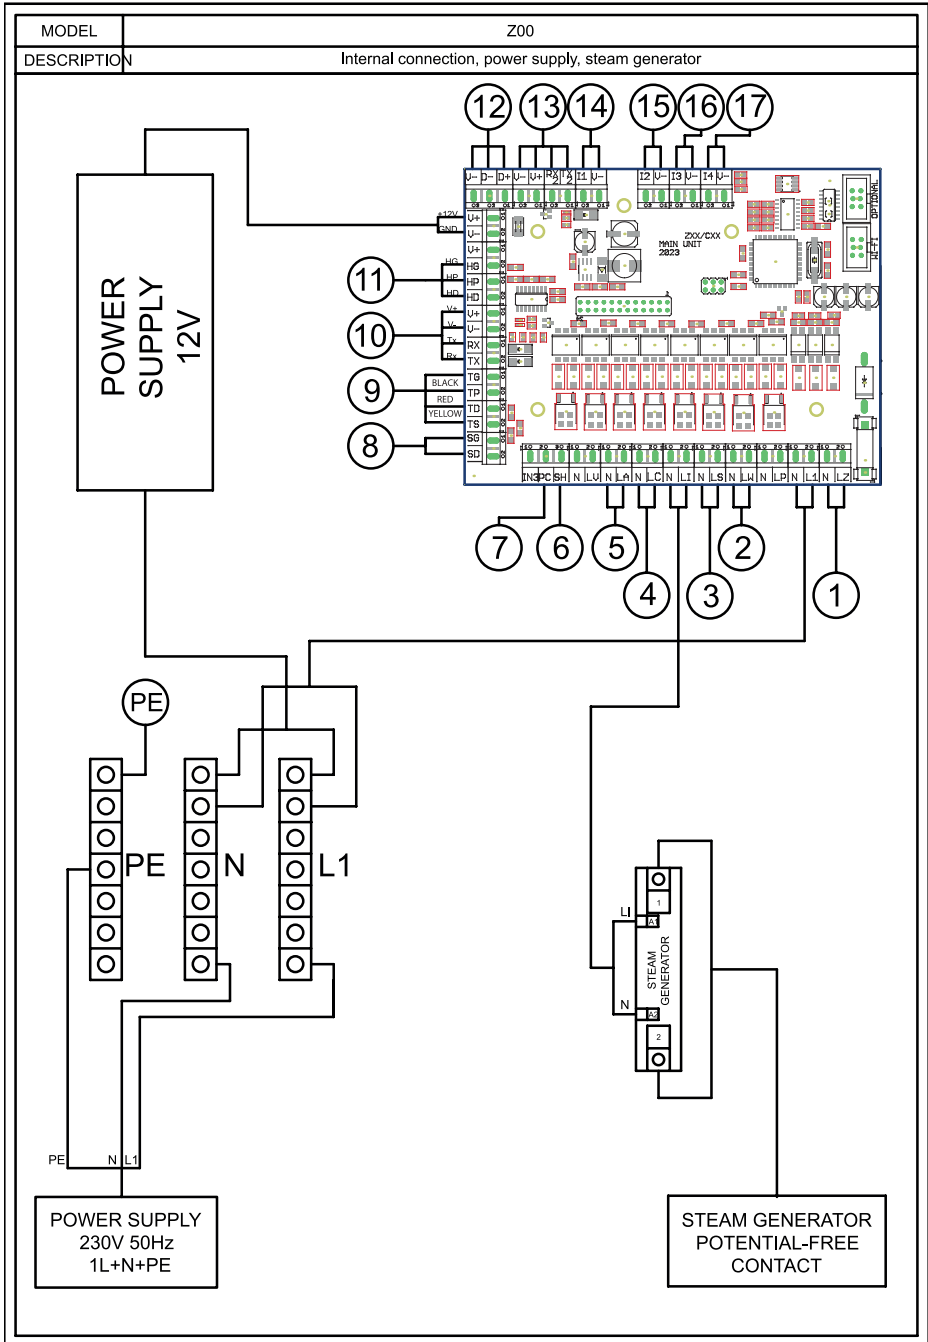 MODEL
Z00
DESCRIPTION
Internal connection, power supply, steam generator
12 13 14 15 16 17
V- D- D+ V- V+ RX2 TX2 I1 V- I2 V- I3 V- I4 V-
ZXX/CXX
MAIN UNIT
2023
OPTIONAL
HI-FI
POWER
SUPPLY
12V
+12V
GND
V+
V-
V+
HG
HP
HD
V+
V-
RX
TX
TG
TP
TD
TS
SG
SD
HG
HP
HD
11
V+
V-
Tx
Rx
10
BLACK
RED
YELLOW
9
8
IN3 PC SH N LV N LA N LC N LI N LS N LW N LP N L1 N LZ
7 6 5 2
4 3 1
PE
PE N L1
LI
N
1
A1
STEAM
GENERATOR
A2
2
PE N L1
POWER SUPPLY
230V 50Hz
1L+N+PE
STEAM GENERATOR
POTENTIAL-FREE
CONTACT